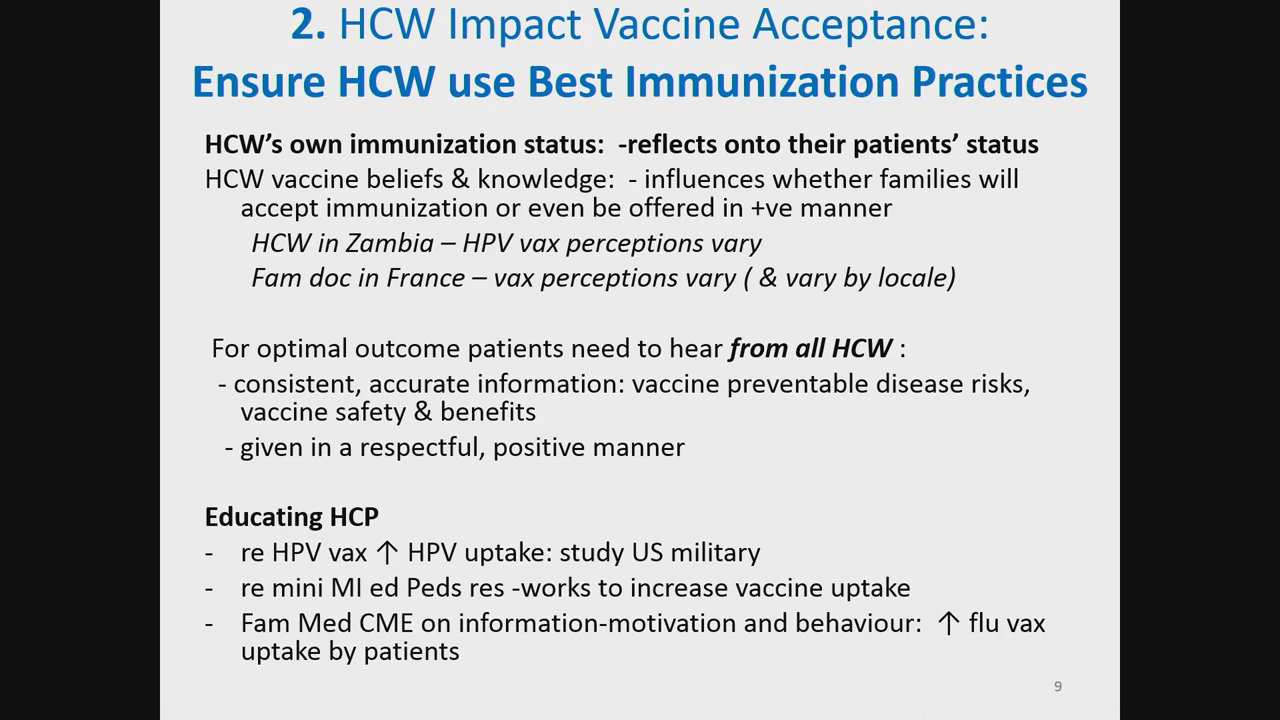 2. HCW Impact Vaccine Acceptance:
Ensure HCW use Best Immunization Practices
HCW’s own immunization status:  -reflects onto their patients’ status
HCW vaccine beliefs & knowledge:  - influences whether families will
accept immunization or even be offered in +ve manner
HCW in Zambia – HPV vax perceptions vary
Fam doc in France – vax perceptions vary ( & vary by locale)
For optimal outcome patients need to hear from all HCW :
- consistent, accurate information: vaccine preventable disease risks,
vaccine safety & benefits
- given in a respectful, positive manner
Educating HCP
- re HPV vax ↑ HPV uptake: study US military
- re mini MI ed Peds res -works to increase vaccine uptake
- Fam Med CME on information-motivation and behaviour:  ↑ flu vax
uptake by patients
9